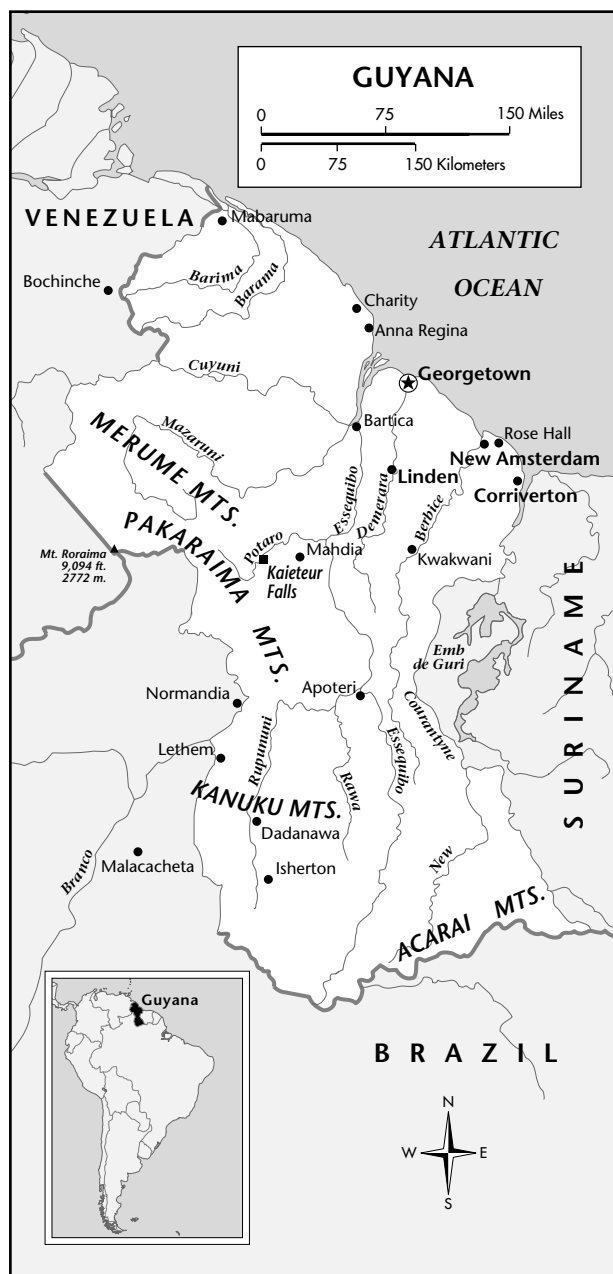 GUYANA
0 75 150 Miles
0 75 150 Kilometers
VENEZUELA
Mabaruma
ATLANTIC
OCEAN
Bochinche
Barima
Barama
Charity
Anna Regina
Cuyuni
Georgetown
Bartica
Mazaruni
MERUME MTS.
Rose Hall
New Amsterdam
Linden
Corriverton
Essequibo
Demerara
Berbice
PAKARAIMA MTS.
Potaro
Mt. Roraima
9,094 ft.
2772 m.
Mahdia
Kaieteur
Falls
Kwakwani
SURINAME
Emb
de Guri
Normandia
Apoteri
Courantyne
Lethem
Rupununi
Essequibo
Rawa
KANUKU MTS.
Dadanawa
Malacacheta
Isherton
Branco
New
ACARAI MTS.
Guyana
BRAZIL
N
W E
S